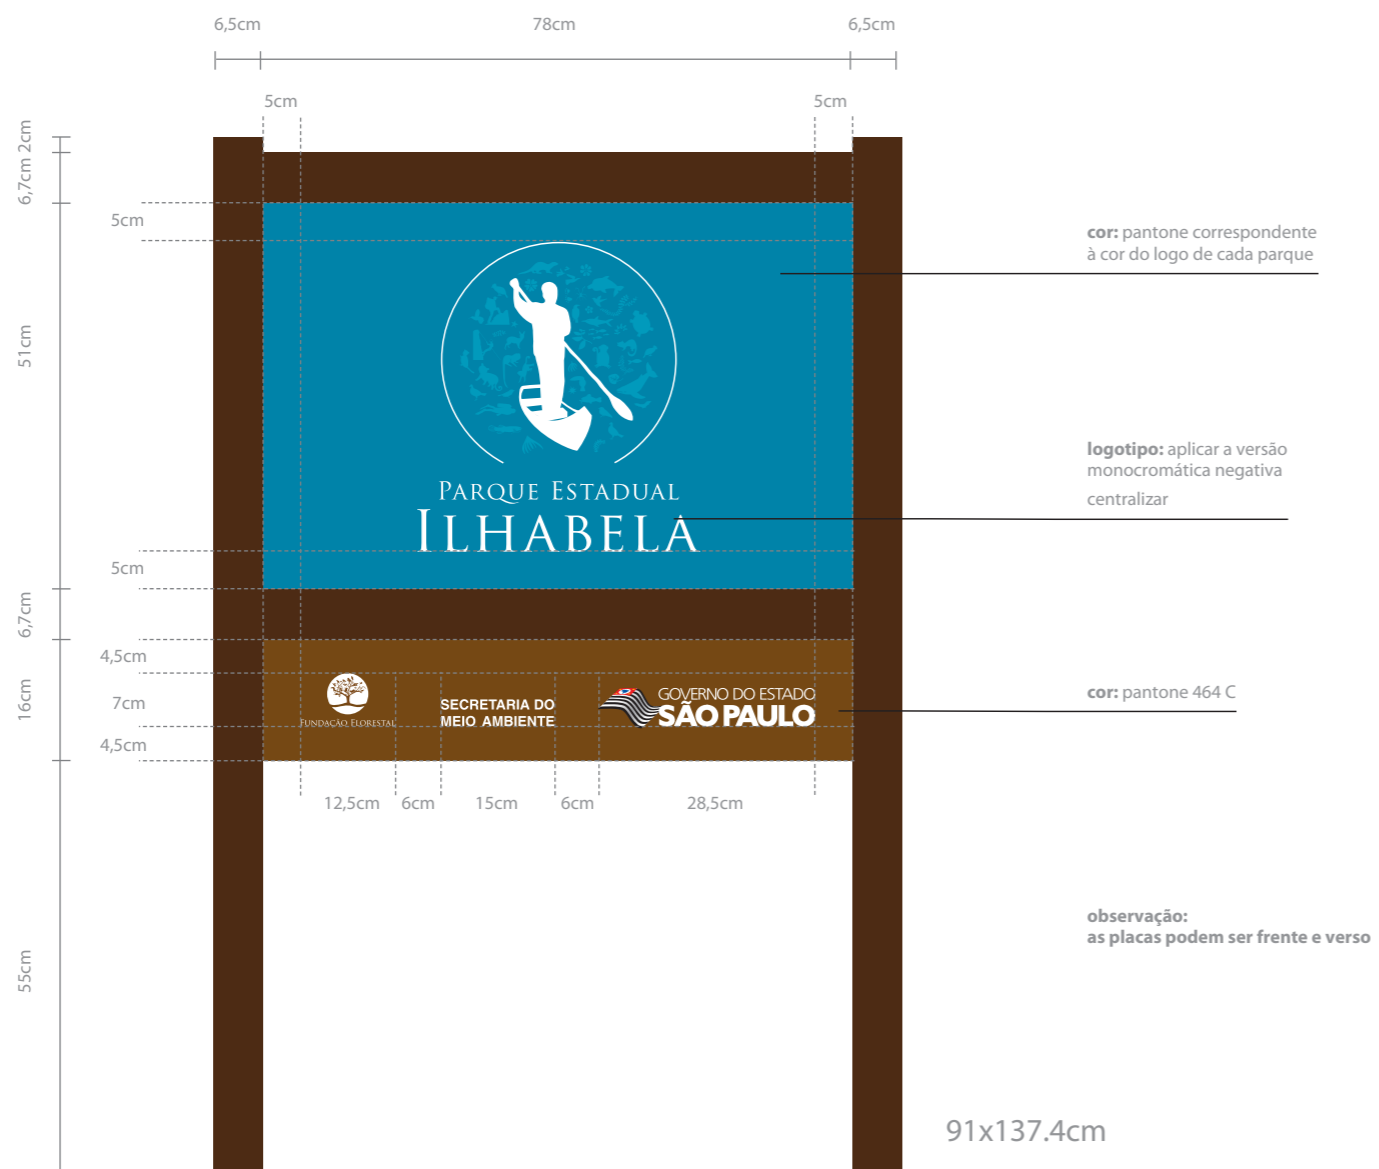 6,5cm 78cm 6,5cm
5cm 5cm
2cm
6,7cm
5cm
51cm
cor: pantone correspondente
à cor do logo de cada parque
logotipo: aplicar a versão
monocromática negativa
centralizar
PARQUE ESTADUAL
ILHABELA
5cm
6,7cm
4,5cm
16cm
7cm
4,5cm
FUNDAÇÃO FLORESTAL
SECRETARIA DO
MEIO AMBIENTE
GOVERNO DO ESTADO
SÃO PAULO
cor: pantone 464 C
12,5cm 6cm 15cm 6cm 28,5cm
observação:
as placas podem ser frente e verso
55cm
91x137.4cm